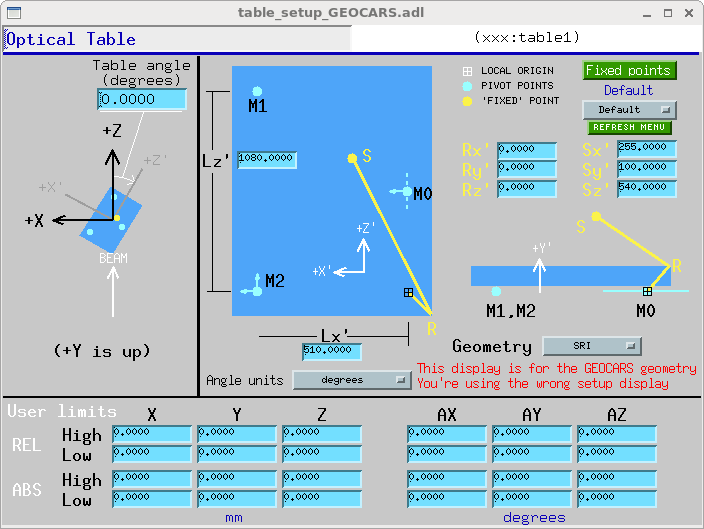 table_setup_GEOCARS.adl
Optical Table
(xxx:table1)
Table angle
(degrees)
0.0000
+Z
+Z'
+X'
+X
BEAM
(+Y is up)
M1
Lz'
1080.0000
S
M0
+Z'
+X'
M2
R
Lx'
510.0000
Angle units
degrees
LOCAL ORIGIN
PIVOT POINTS
'FIXED' POINT
Fixed points
Default
Default
REFRESH MENU
Rx' 0.0000 Sx' 255.0000
Ry' 0.0000 Sy' 100.0000
Rz' 0.0000 Sz' 540.0000
S
+Y'
R
M1,M2
M0
Geometry
SRI
This display is for the GEOCARS geometry
You're using the wrong setup display
User limits
X Y Z AX AY AZ
REL
High 0.0000 0.0000 0.0000 0.0000 0.0000 0.0000
Low 0.0000 0.0000 0.0000 0.0000 0.0000 0.0000
ABS
High 0.0000 0.0000 0.0000 0.0000 0.0000 0.0000
Low 0.0000 0.0000 0.0000 0.0000 0.0000 0.0000
mm
degrees